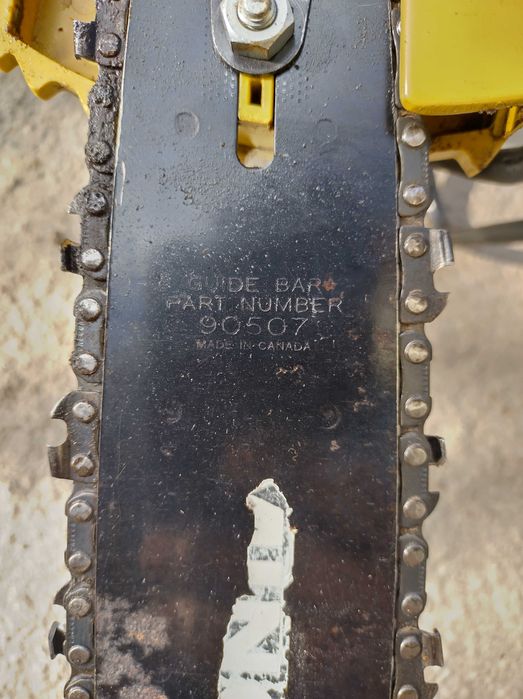 GUIDE BAR
PART NUMBER
90507
MADE IN CANADA